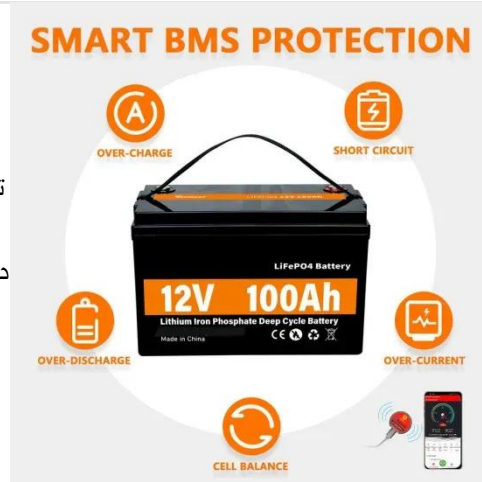 SMART BMS PROTECTION
OVER-CHARGE
SHORT CIRCUIT
LiFePO4 Battery
12V 100Ah
Lithium Iron Phosphate Deep Cycle Battery
Made in China
CE
OVER-DISCHARGE
OVER-CURRENT
CELL BALANCE